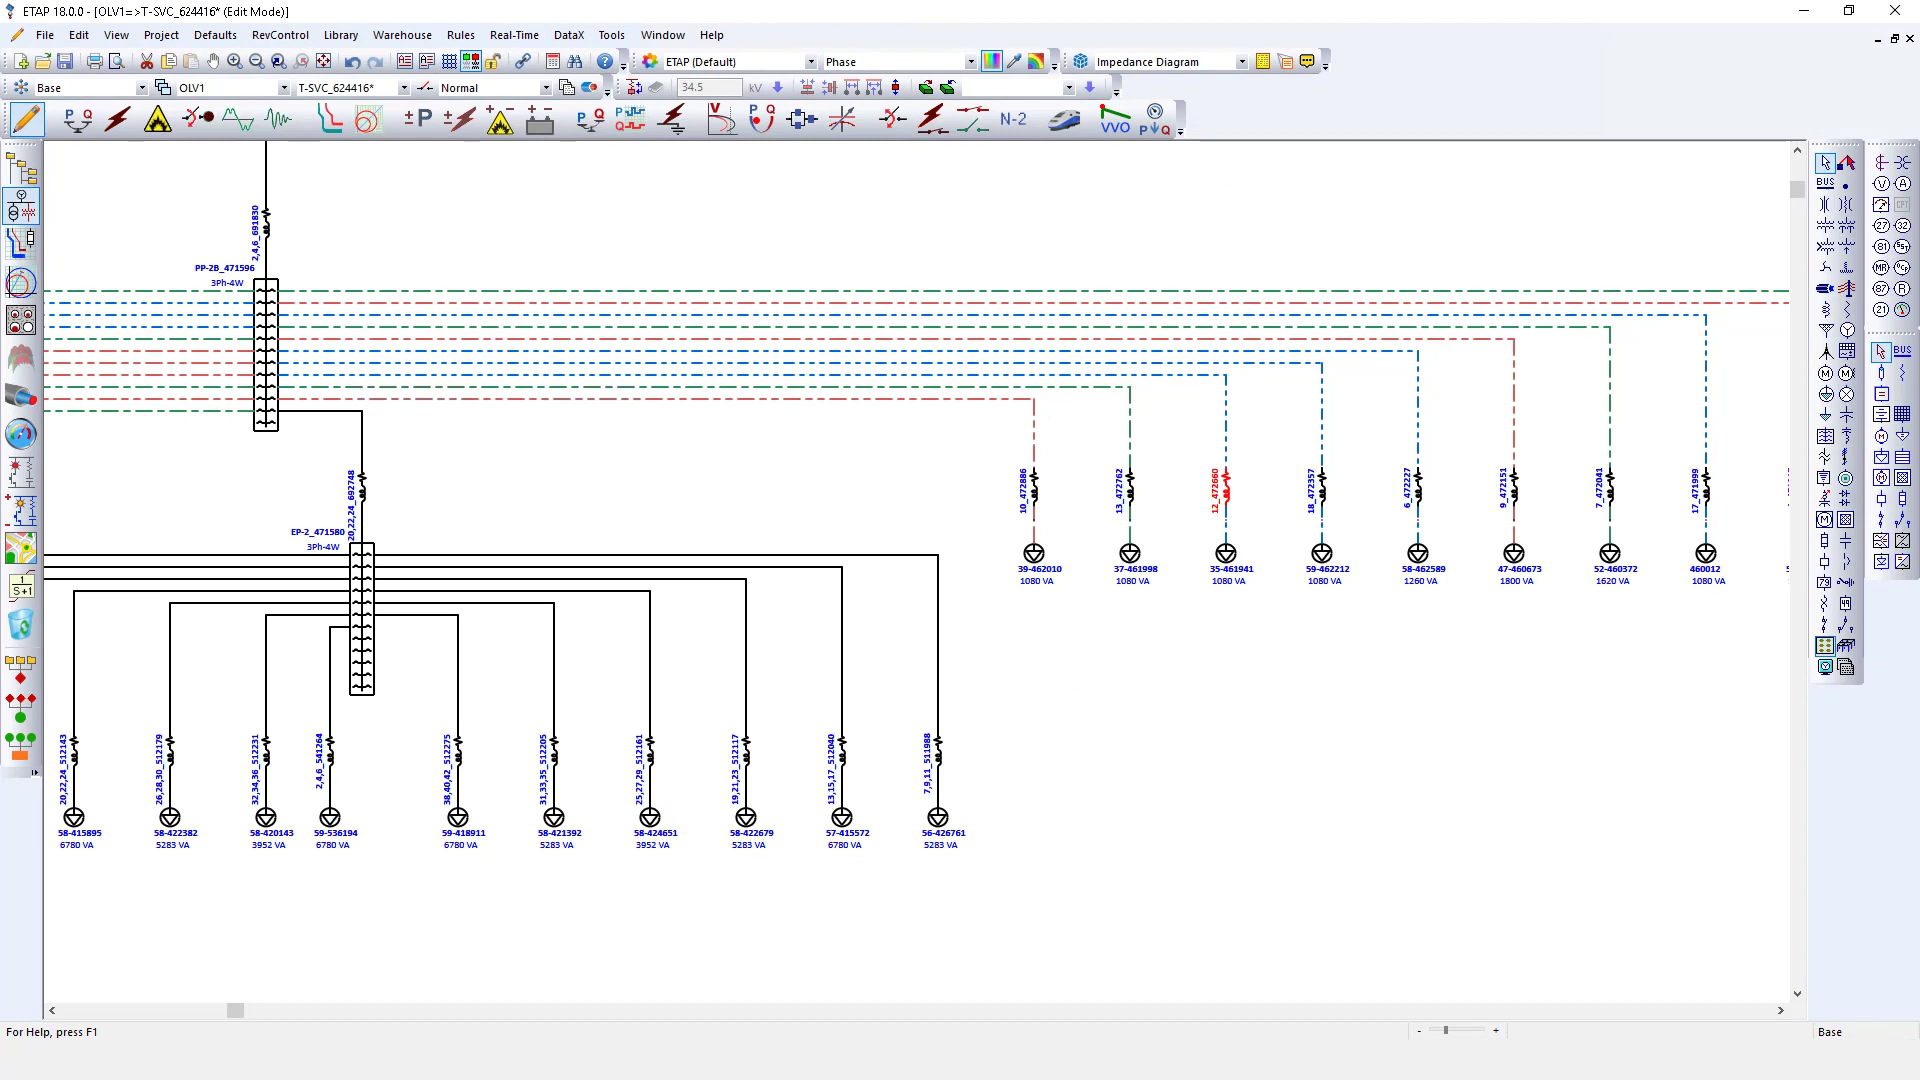 ETAP 18.0.0 - [OLV1=>T-SVC_624416* (Edit Mode)]
File Edit View Project Defaults RevControl Library Warehouse Rules Real-Time DataX Tools Window Help
ETAP (Default) Phase Impedance Diagram
Base OLV1 T-SVC_624416* Normal 34.5 kV
N-2
VVO
2,4,6_691830
PP-2B_471596
3Ph-4W
20,22,24_692748
EP-2_471580
3Ph-4W
10_472886
13_472762
12_472660
18_472357
6_472227
9_472151
7_472041
17_471999
39-462010 37-461998 35-461941 59-462212 58-462589 47-460673 52-460372 460012
1080 VA 1080 VA 1080 VA 1080 VA 1260 VA 1800 VA 1620 VA 1080 VA
20,22,24_512143
26,28,30_512179
32,34,36_512231
2,4,6_541264
38,40,42_512275
31,33,35_512205
25,27,29_512161
19,21,23_512117
13,15,17_512040
7,9,11_511988
58-415895 58-422382 58-420143 59-536194 59-418911 58-421392 58-424651 58-422679 57-415572 56-426761
6780 VA 5283 VA 3952 VA 6780 VA 6780 VA 5283 VA 3952 VA 5283 VA 6780 VA 5283 VA
For Help, press F1
Base